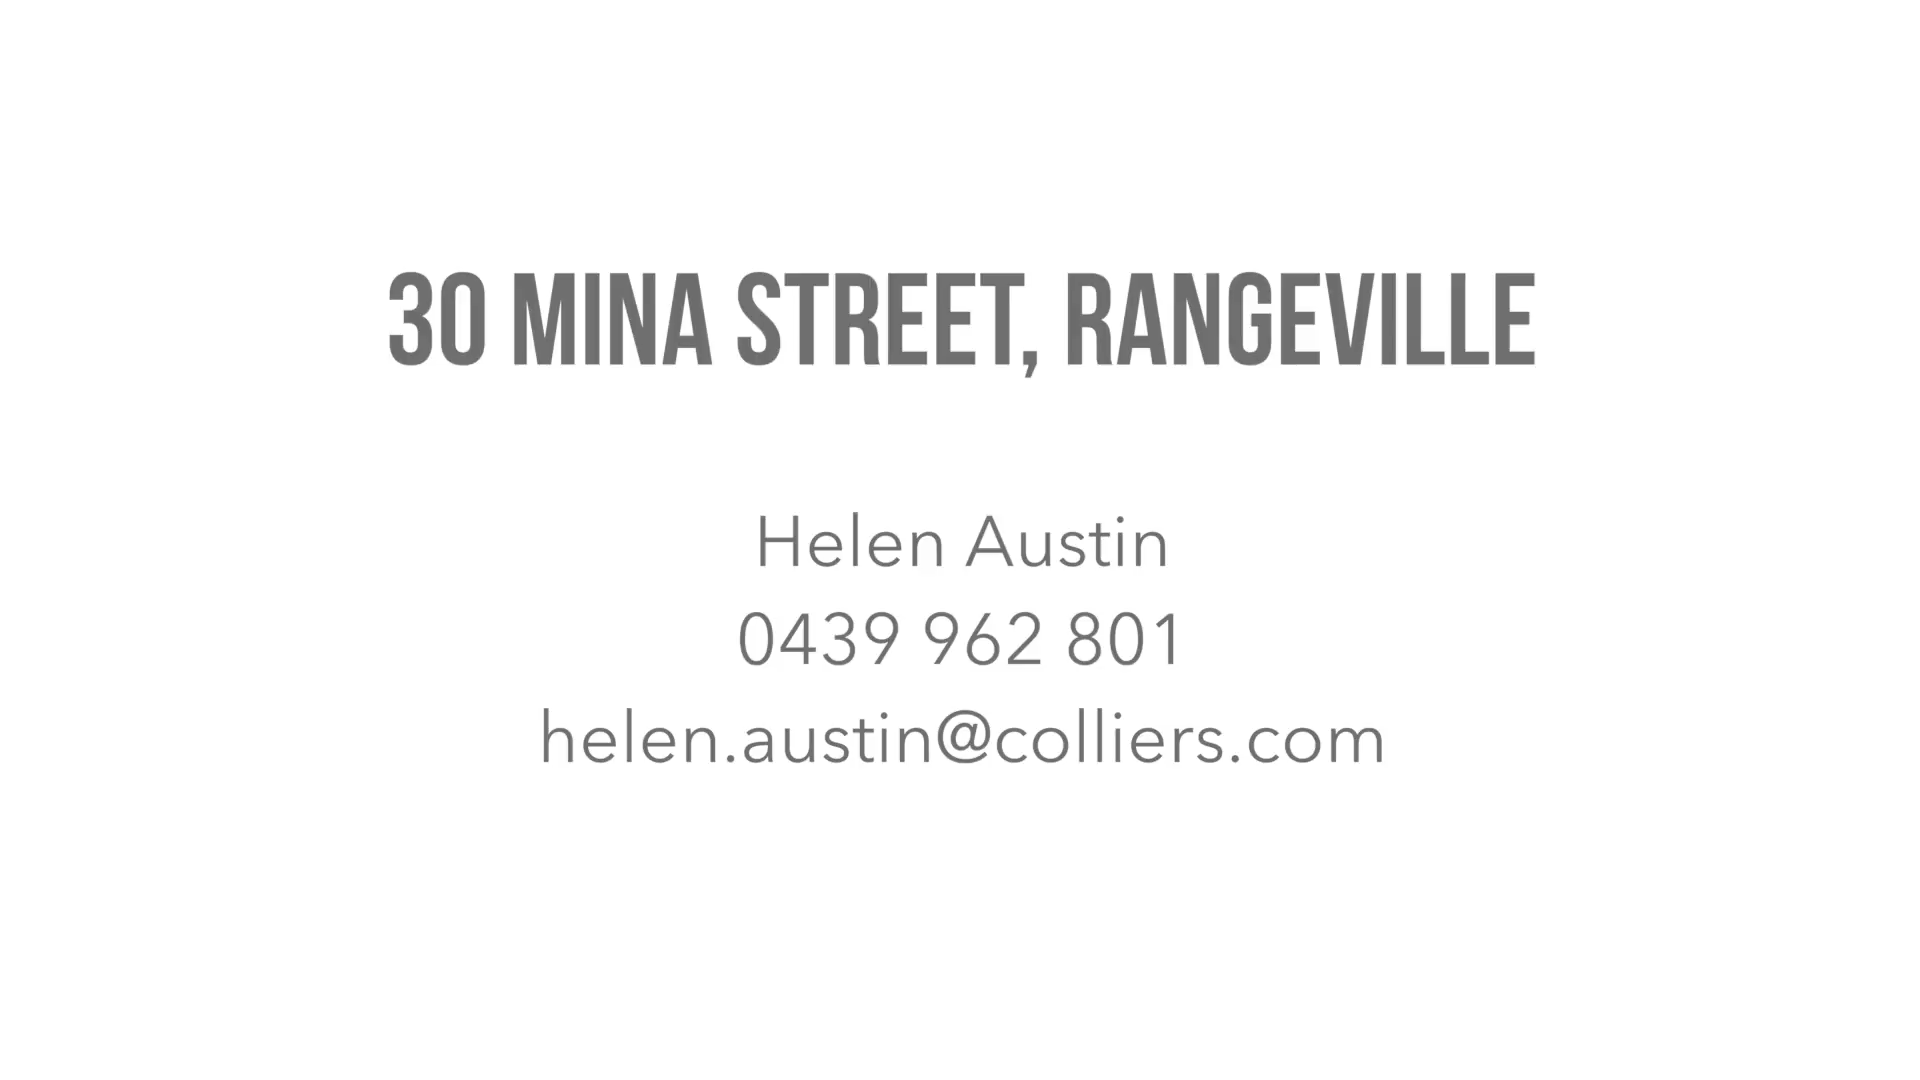 30 MINA STREET, RANGEVILLE
Helen Austin
0439 962 801
helen.austin@colliers.com